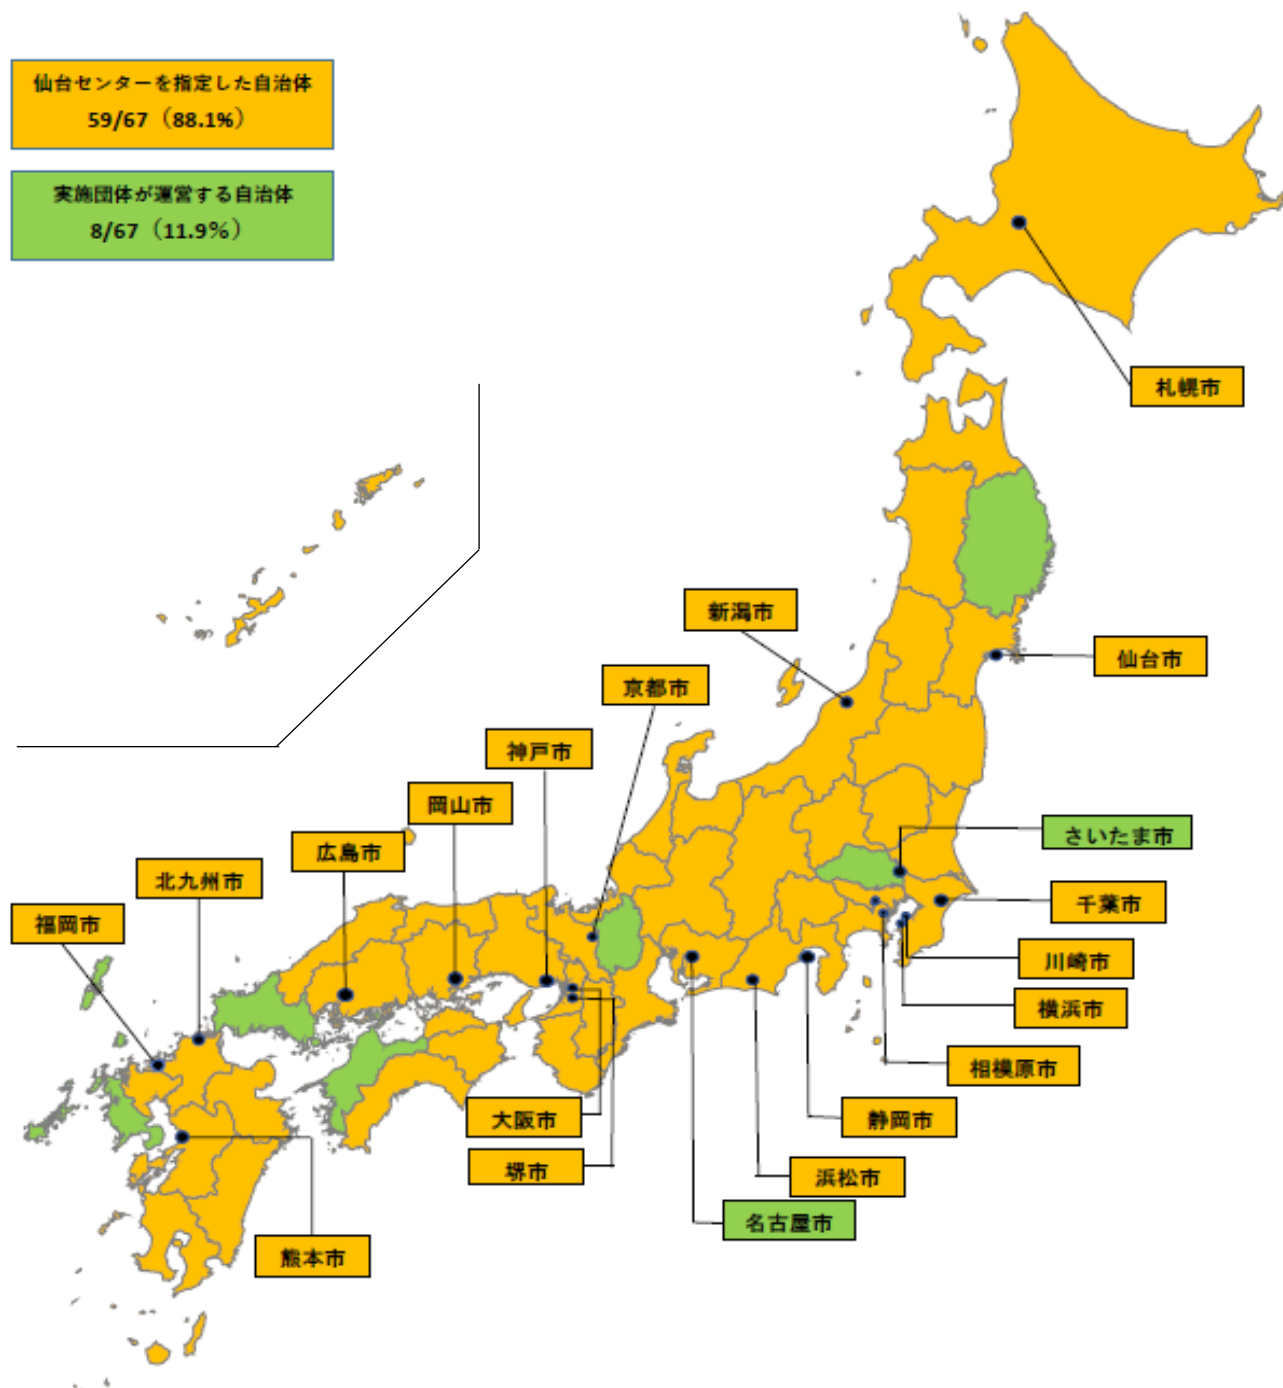 仙台センターを指定した自治体
59/67（88.1%）
実施団体が運営する自治体
8/67（11.9%）
札幌市
新潟市
仙台市
京都市
神戸市
岡山市
さいたま市
広島市
北九州市
千葉市
福岡市
川崎市
横浜市
相模原市
大阪市
静岡市
堺市
浜松市
名古屋市
熊本市